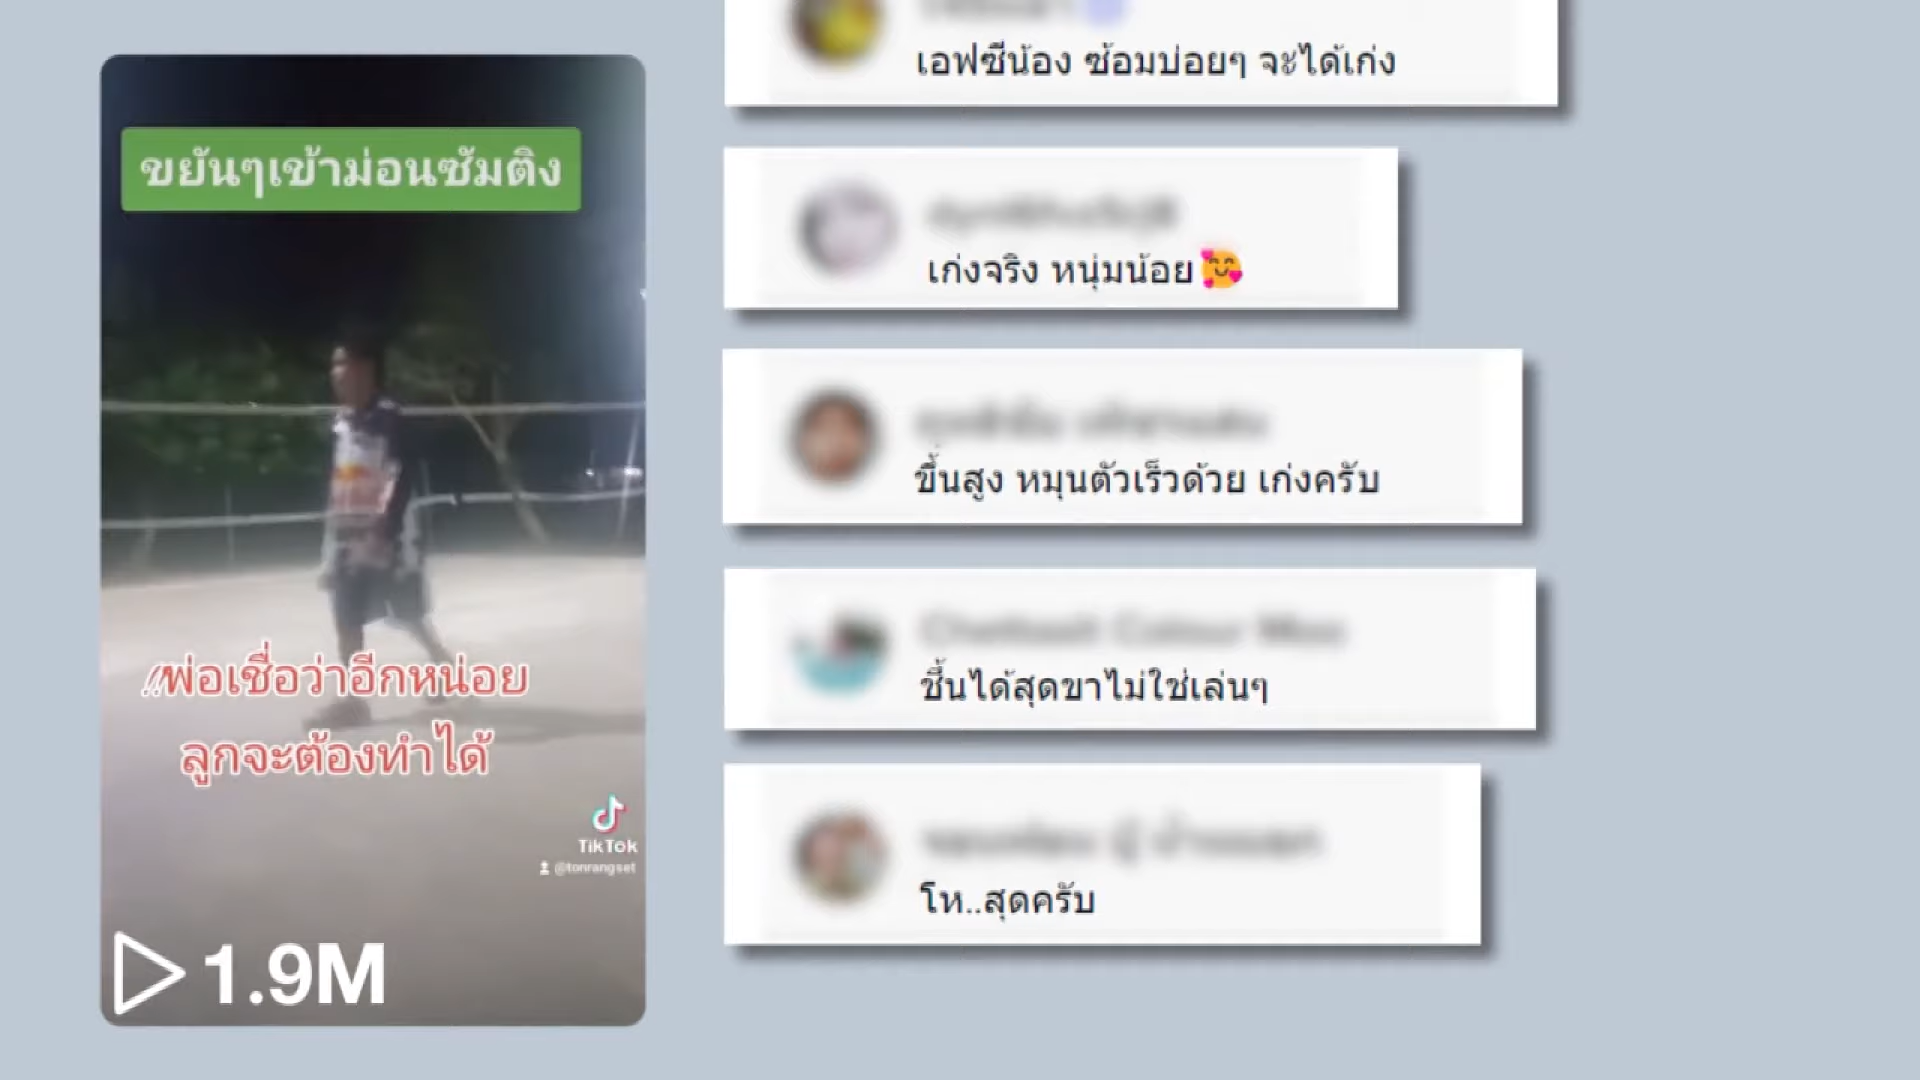 ขยันๆเข้าม่อนซัมติง
พ่อเชื่อว่าอีกหน่อย
ลูกจะต้องทำได้
TikTok
@tonrangset
1.9M
เอฟซีน้อง ซ้อมบ่อยๆ จะได้เก่ง
เก่งจริง หนุ่มน้อย🥰
ขึ้นสูง หมุนตัวเร็วด้วย เก่งครับ
ชึ้นได้สุดขาไม่ใช่เล่นๆ
โห..สุดครับ